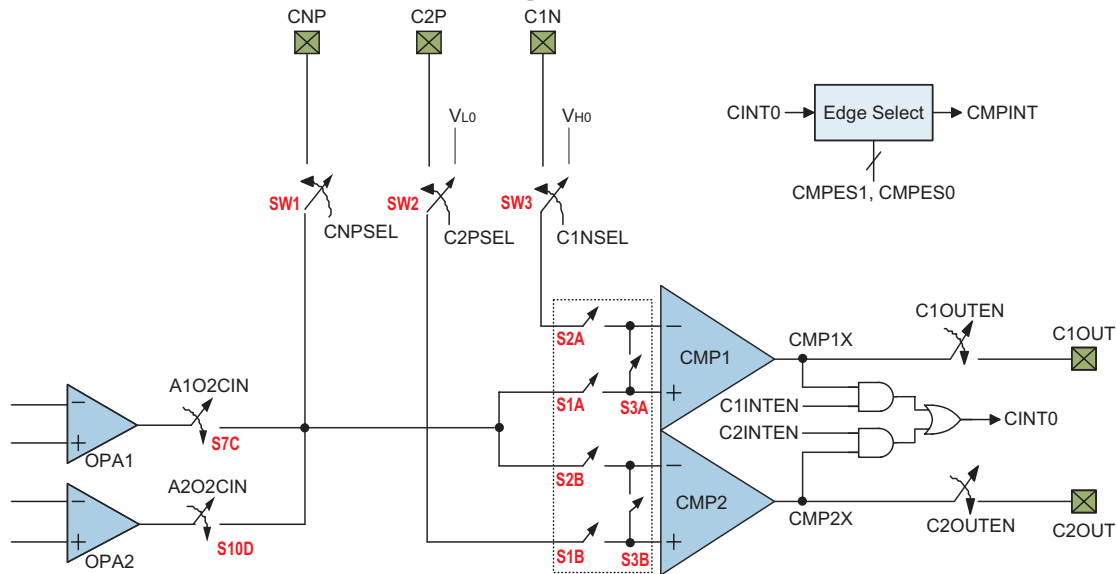 CNP
C2P
C1N
VL0
VH0
CINT0
Edge Select
CMPINT
CMPES1, CMPES0
SW1
CNPSEL
SW2
C2PSEL
SW3
C1NSEL
S2A
−
CMP1
CMP1X
C1OUTEN
C1OUT
S1A
+
S3A
A1O2CIN
−
+
OPA1
S7C
C1INTEN
C2INTEN
CINT0
S2B
−
CMP2
CMP2X
C2OUTEN
C2OUT
S1B
+
S3B
A2O2CIN
−
+
OPA2
S10D